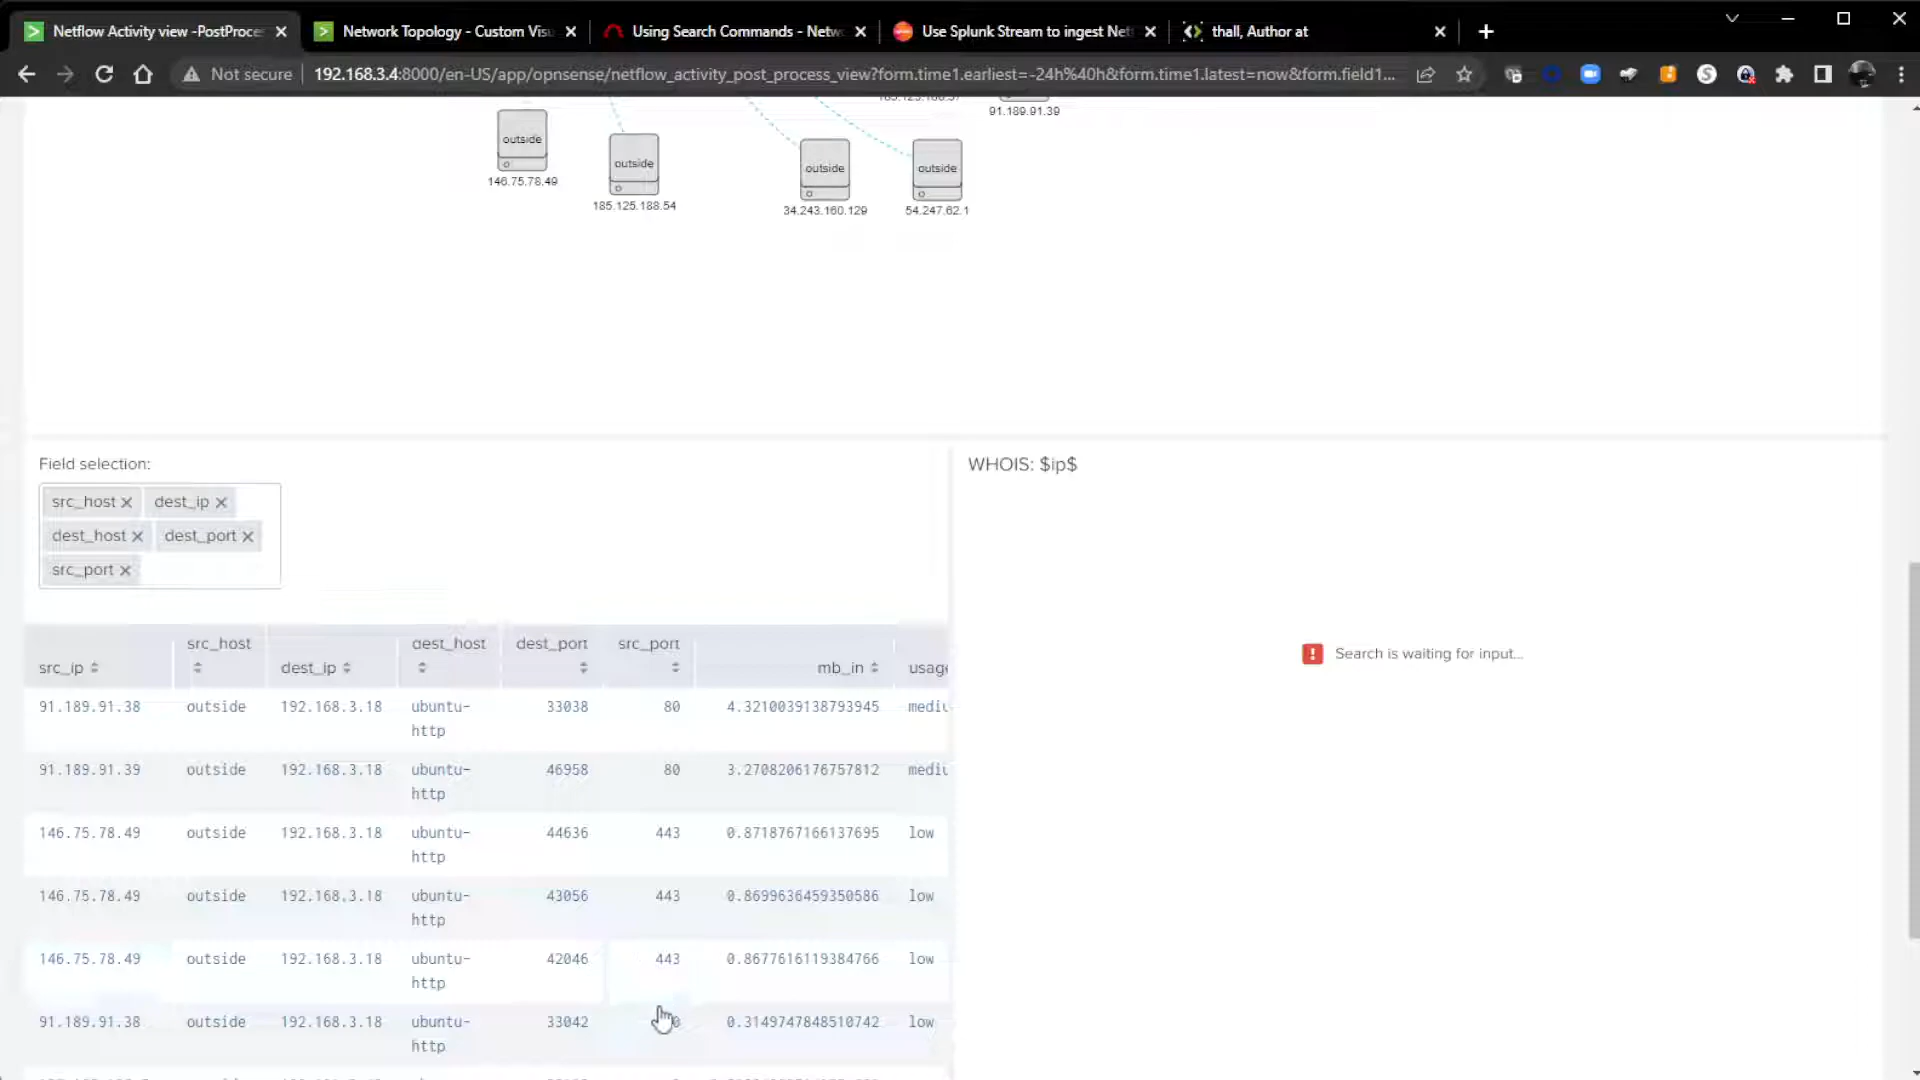 Netflow Activity view -PostProce
Network Topology - Custom Visu
Using Search Commands - Netw
Use Splunk Stream to ingest Net
thall, Author at
Not secure
192.168.3.4:8000/en-US/app/opnsense/netflow_activity_post_process_view?form.time1.earliest=-24h%40h&form.time1.latest=now&form.field1...
91.189.91.39
outside
146.75.78.49
outside
185.125.188.54
outside
34.243.160.129
outside
54.247.62.1
Field selection:
src_host
dest_ip
dest_host
dest_port
src_port
WHOIS: $ip$
Search is waiting for input...
src_ip src_host dest_ip dest_host dest_port src_port mb_in usage
91.189.91.38 outside 192.168.3.18 ubuntu- 33038 80 4.3210039138793945 mediu
http
91.189.91.39 outside 192.168.3.18 ubuntu- 46958 80 3.2708206176757812 mediu
http
146.75.78.49 outside 192.168.3.18 ubuntu- 44636 443 0.8718767166137695 low
http
146.75.78.49 outside 192.168.3.18 ubuntu- 43056 443 0.8699636459350586 low
http
146.75.78.49 outside 192.168.3.18 ubuntu- 42046 443 0.8677616119384766 low
http
91.189.91.38 outside 192.168.3.18 ubuntu- 33042 0.3149747848510742 low
http